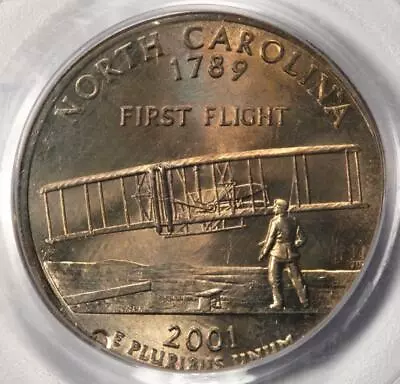 NORTH CAROLINA
1789
FIRST FLIGHT
2001
E PLURIBUS UNUM